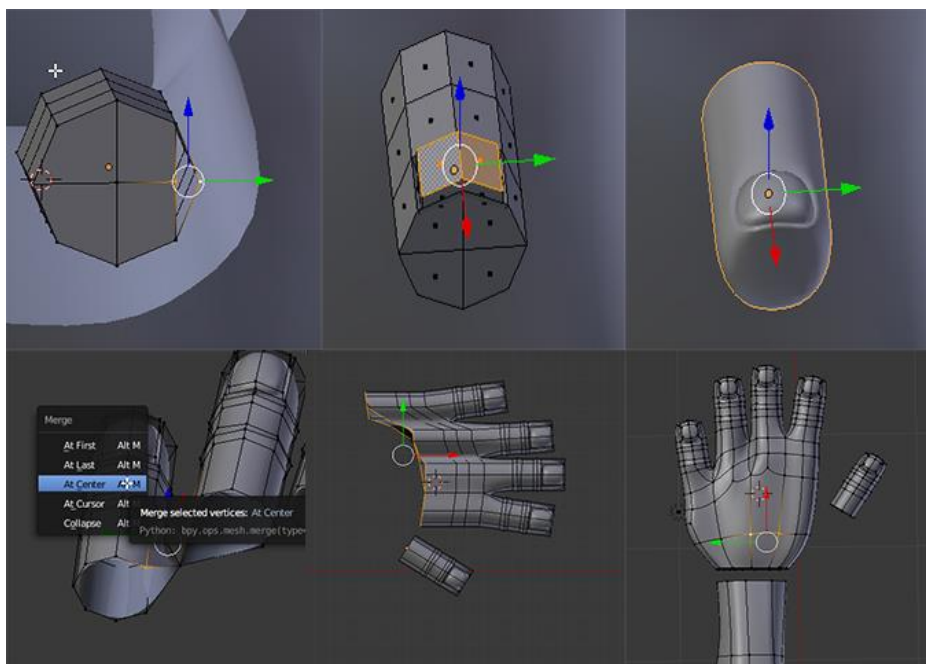 Merge
At First Alt M
At Last Alt M
At Center Alt M
At Cursor Alt
Collapse Alt
Merge selected vertices: At Center
Python: bpy.ops.mesh.merge(type=